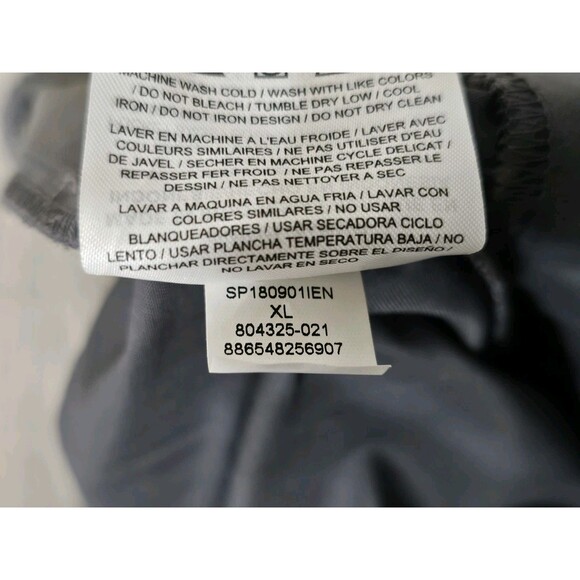 MACHINE WASH COLD / WASH WITH LIKE COLORS
/ DO NOT BLEACH / TUMBLE DRY LOW / COOL
IRON / DO NOT IRON DESIGN / DO NOT DRY CLEAN
LAVER EN MACHINE A L'EAU FROIDE / LAVER AVEC
COULEURS SIMILAIRES / NE PAS UTILISER D'EAU
DE JAVEL / SECHER EN MACHINE CYCLE DELICAT /
REPASSER FER FROID / NE PAS REPASSER LE
DESSIN / NE PAS NETTOYER A SEC
LAVAR A MAQUINA EN AGUA FRIA / LAVAR CON
COLORES SIMILARES / NO USAR
BLANQUEADORES / USAR SECADORA CICLO
LENTO / USAR PLANCHA TEMPERATURA BAJA / NO
PLANCHAR DIRECTAMENTE SOBRE EL DISEÑO /
NO LAVAR EN SECO
SP180901IEN
XL
804325-021
886548256907